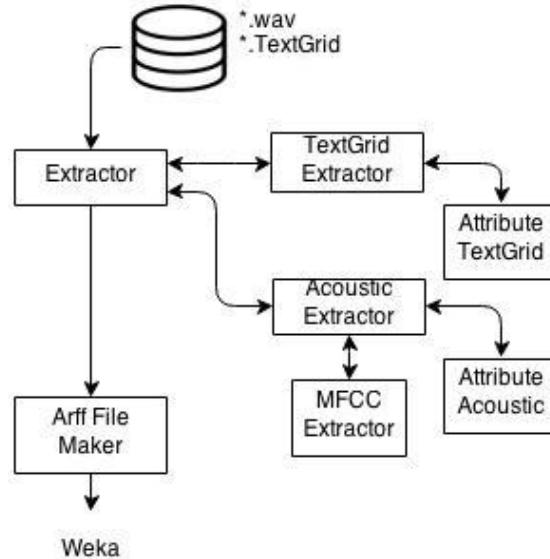 *.wav
*.TextGrid
Extractor
TextGrid
Extractor
Attribute
TextGrid
Acoustic
Extractor
MFCC
Extractor
Attribute
Acoustic
Arff File
Maker
Weka